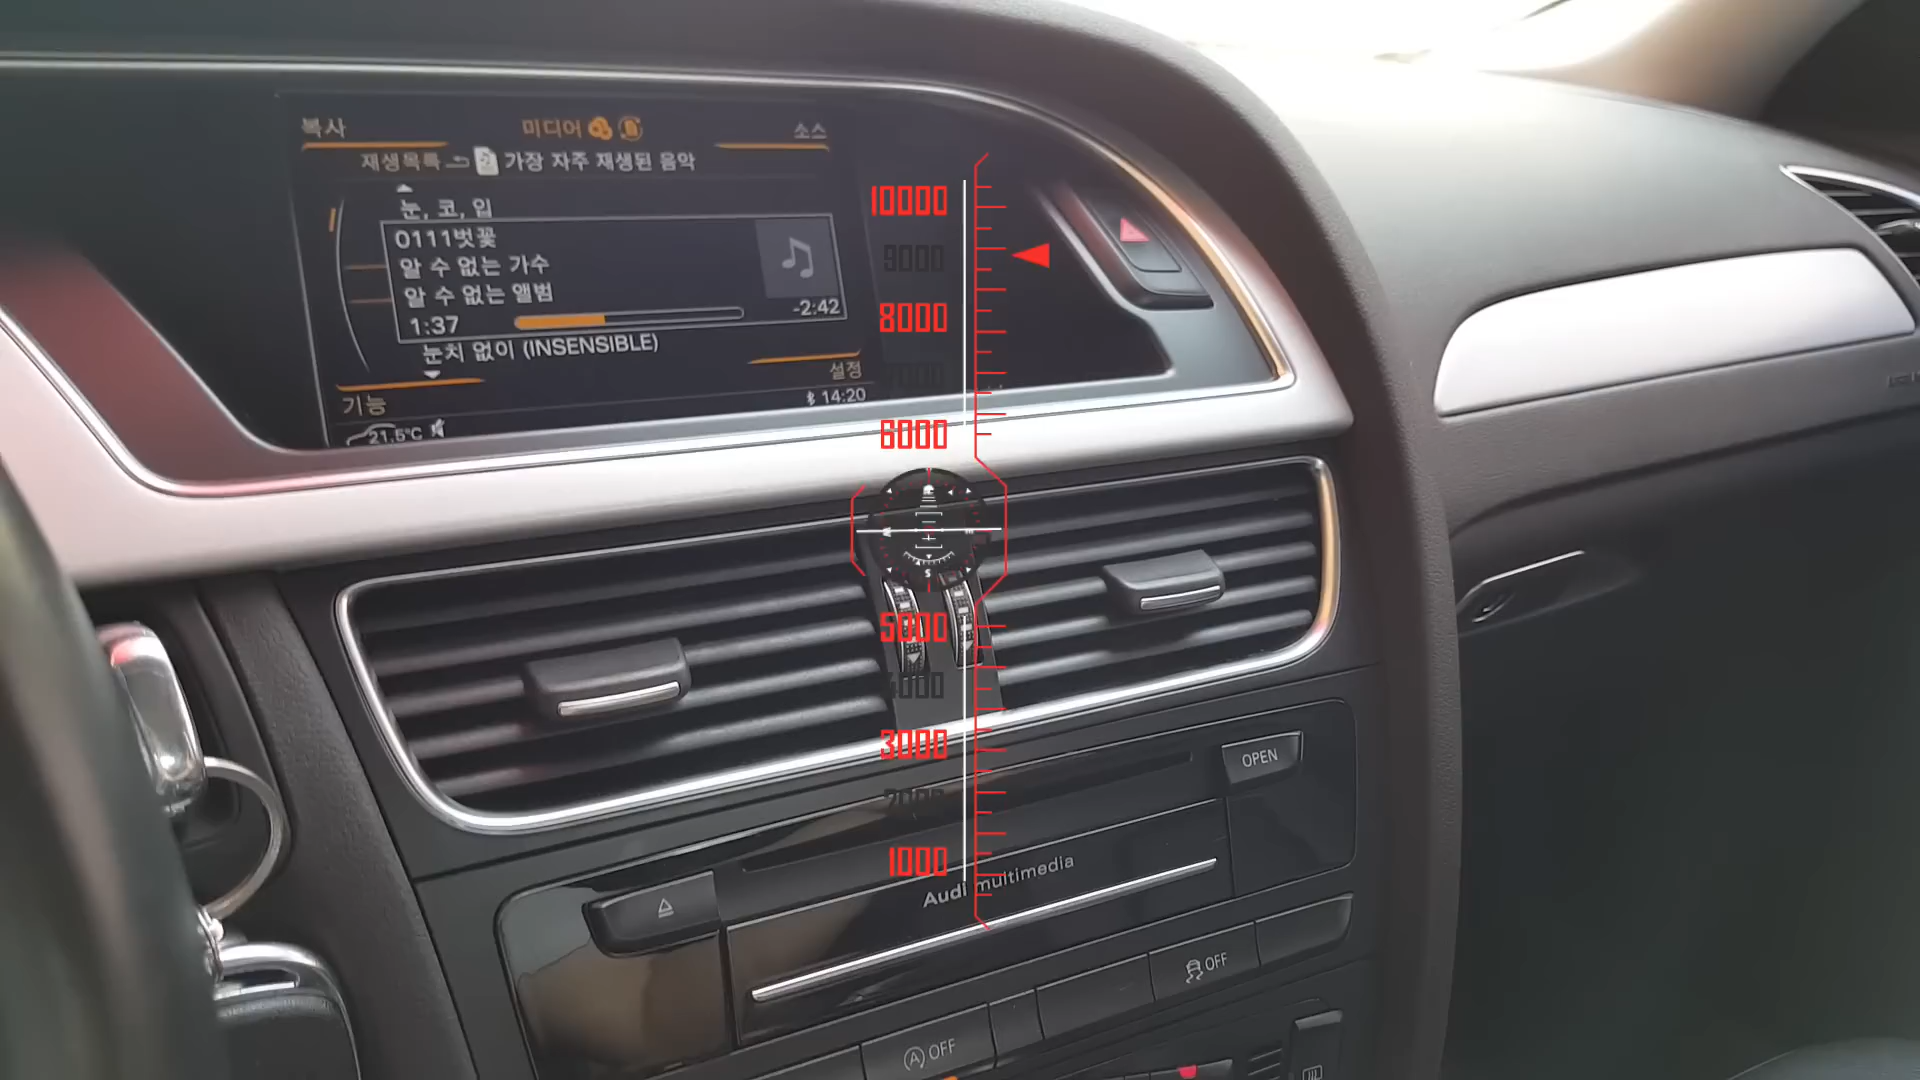 복사 미디어 소스
재생목록 가장 자주 재생된 음악
눈, 코, 입
0111벚꽃
알 수 없는 가수
알 수 없는 앨범
1:37 -2:42
눈치 없이 (INSENSIBLE)
설정
기능 14:20
21.5°C
10000
9000
8000
7000
6000
S
5000
4000
3000
2000
1000
OPEN
Audi multimedia
OFF
A OFF